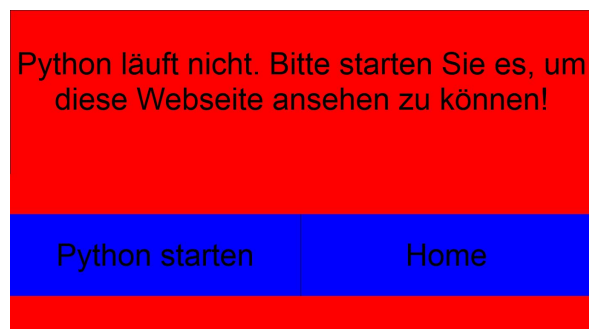 Python läuft nicht. Bitte starten Sie es, um
diese Webseite ansehen zu können!
Python starten
Home